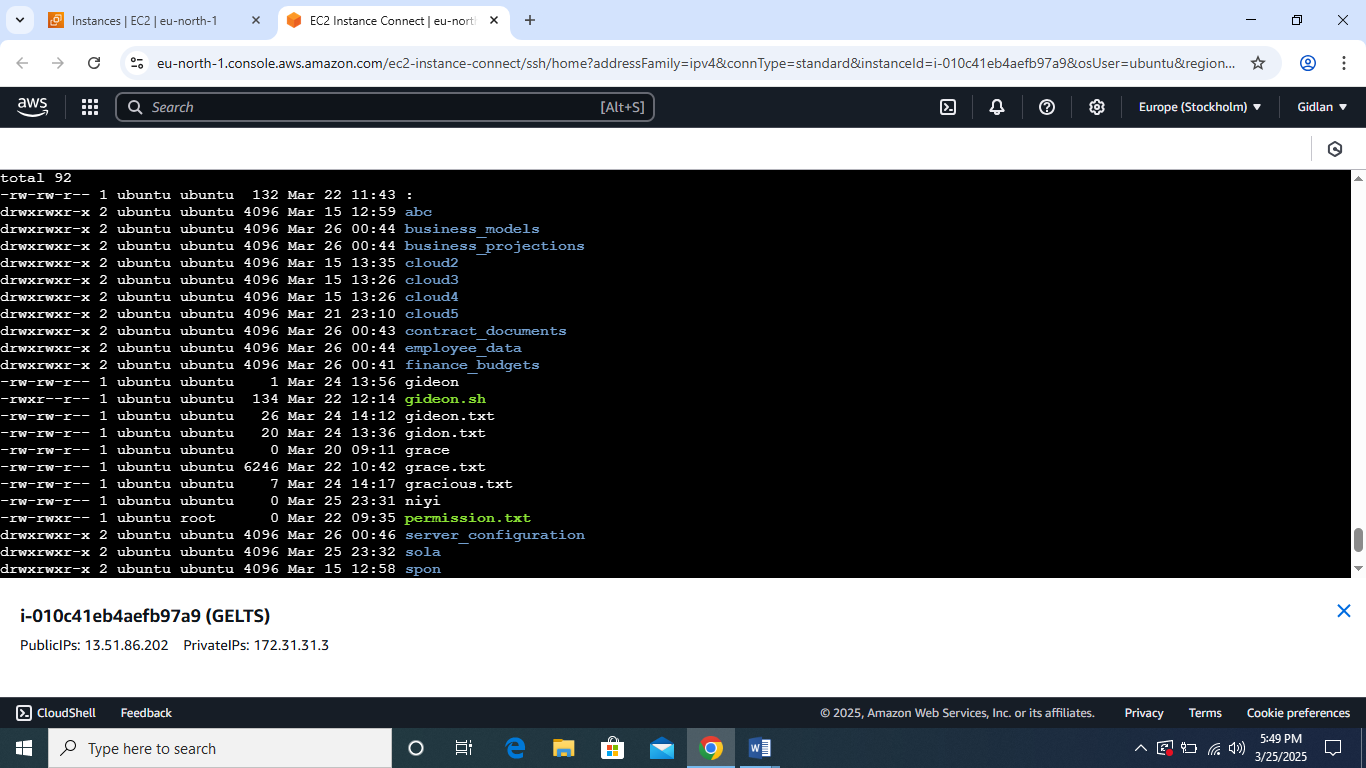 Instances | EC2 | eu-north-1
EC2 Instance Connect | eu-nort
eu-north-1.console.aws.amazon.com/ec2-instance-connect/ssh/home?addressFamily=ipv4&connType=standard&instanceId=i-010c41eb4aefb97a9&osUser=ubuntu&region...
aws Search [Alt+S] Europe (Stockholm) Gidlan
total 92
-rw-rw-r-- 1 ubuntu ubuntu  132 Mar 22 11:43 :
drwxrwxr-x 2 ubuntu ubuntu 4096 Mar 15 12:59 abc
drwxrwxr-x 2 ubuntu ubuntu 4096 Mar 26 00:44 business_models
drwxrwxr-x 2 ubuntu ubuntu 4096 Mar 26 00:44 business_projections
drwxrwxr-x 2 ubuntu ubuntu 4096 Mar 15 13:35 cloud2
drwxrwxr-x 2 ubuntu ubuntu 4096 Mar 15 13:26 cloud3
drwxrwxr-x 2 ubuntu ubuntu 4096 Mar 15 13:26 cloud4
drwxrwxr-x 2 ubuntu ubuntu 4096 Mar 21 23:10 cloud5
drwxrwxr-x 2 ubuntu ubuntu 4096 Mar 26 00:43 contract_documents
drwxrwxr-x 2 ubuntu ubuntu 4096 Mar 26 00:44 employee_data
drwxrwxr-x 2 ubuntu ubuntu 4096 Mar 26 00:41 finance_budgets
-rw-rw-r-- 1 ubuntu ubuntu    1 Mar 24 13:56 gideon
-rwxr--r-- 1 ubuntu ubuntu  134 Mar 22 12:14 gideon.sh
-rw-rw-r-- 1 ubuntu ubuntu   26 Mar 24 14:12 gideon.txt
-rw-rw-r-- 1 ubuntu ubuntu   20 Mar 24 13:36 gidon.txt
-rw-rw-r-- 1 ubuntu ubuntu    0 Mar 20 09:11 grace
-rw-rw-r-- 1 ubuntu ubuntu 6246 Mar 22 10:42 grace.txt
-rw-rw-r-- 1 ubuntu ubuntu    7 Mar 24 14:17 gracious.txt
-rw-rw-r-- 1 ubuntu ubuntu    0 Mar 25 23:31 niyi
-rwxrwxr-- 1 ubuntu root      0 Mar 22 09:35 permission.txt
drwxrwxr-x 2 ubuntu ubuntu 4096 Mar 26 00:46 server_configuration
drwxrwxr-x 2 ubuntu ubuntu 4096 Mar 25 23:32 sola
drwxrwxr-x 2 ubuntu ubuntu 4096 Mar 15 12:58 spon
i-010c41eb4aefb97a9 (GELTS)
PublicIPs: 13.51.86.202 PrivateIPs: 172.31.31.3
CloudShell Feedback © 2025, Amazon Web Services, Inc. or its affiliates. Privacy Terms Cookie preferences
Type here to search
5:49 PM
3/25/2025